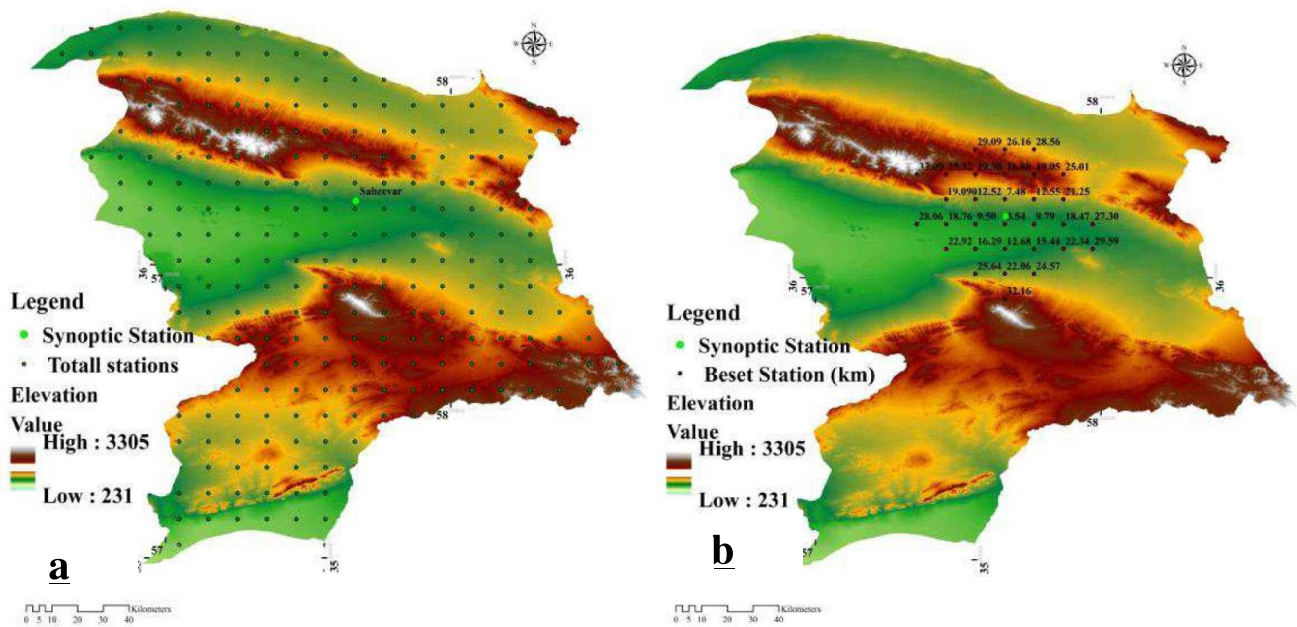 N
W E
S
58
Sabzevar
36
57
36
Legend
Synoptic Station
Totall stations
Elevation
Value
High : 3305
Low : 231
58
57
35
a
0 5 10 20 30 40 Kilometers
N
W E
S
58
29.09 26.16 28.56
19.05 25.01
19.090 12.52 7.48 12.55 21.25
28.06 18.76 9.50 3.54 9.79 18.47 27.30
22.92 16.29 12.68 15.44 22.34 29.59
25.64 22.06 24.57
32.16
36
57
36
Legend
Synoptic Station
Beset Station (km)
Elevation
Value
High : 3305
Low : 231
58
57
35
b
0 5 10 20 30 40 Kilometers